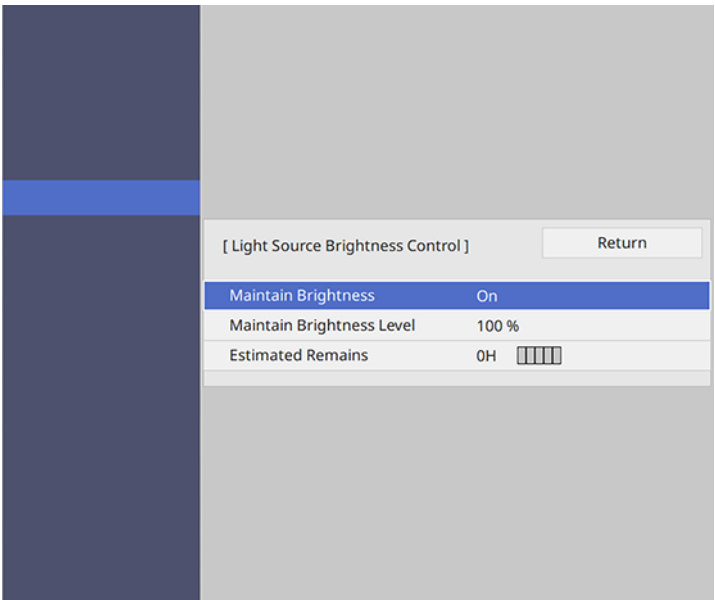 [ Light Source Brightness Control ] Return
Maintain Brightness On
Maintain Brightness Level 100 %
Estimated Remains 0H